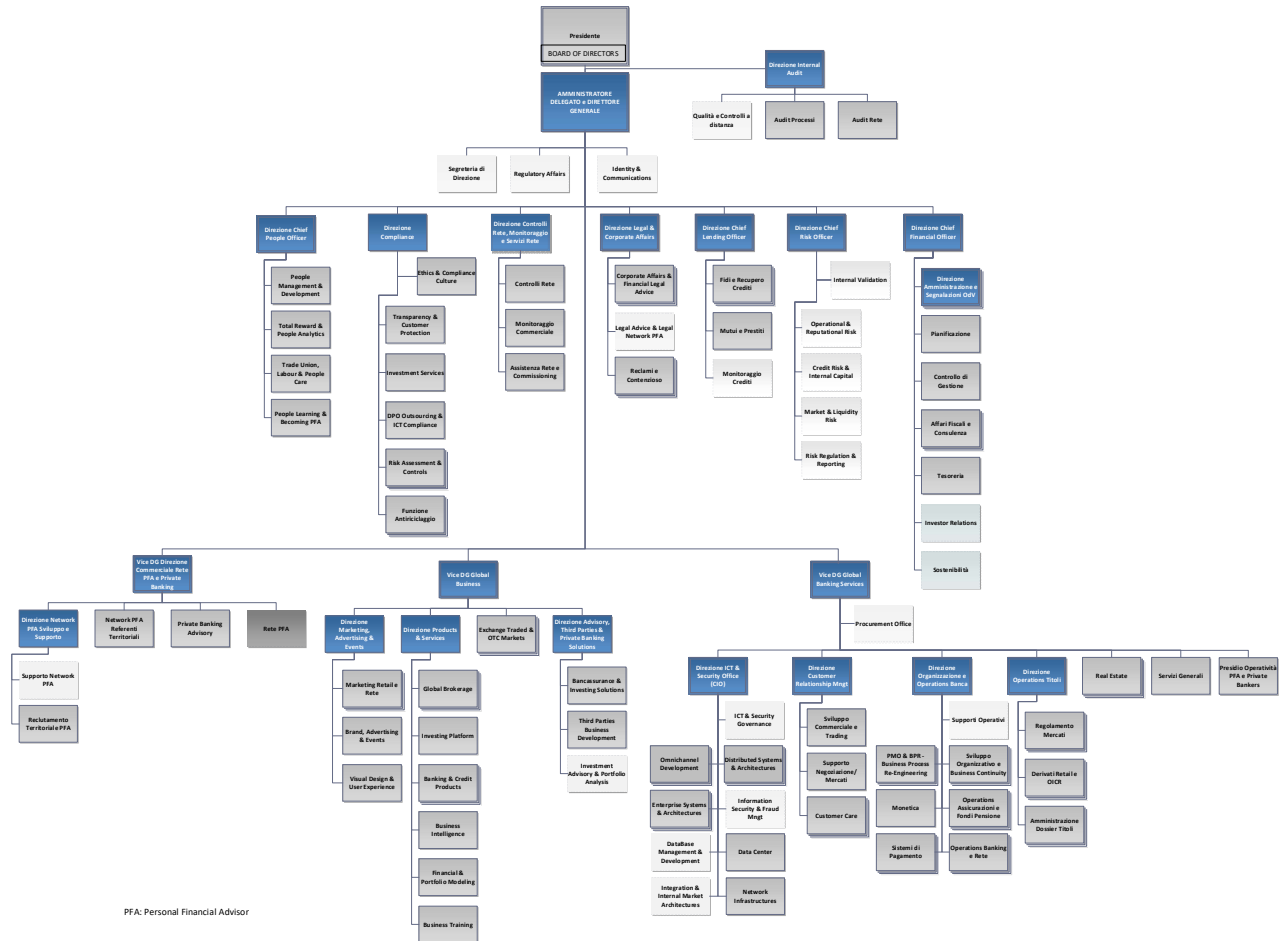 Presidente
BOARD OF DIRECTORS
Direzione Internal
Audit
AMMINISTRATORE
DELEGATO e DIRETTORE
GENERALE
Qualità e Controlli a
distanza
Audit Processi
Audit Rete
Segreteria di
Direzione
Regulatory Affairs
Identity &
Communications
Direzione Chief
People Officer
Direzione
Compliance
Direzione Controlli
Rete, Monitoraggio
e Servizi Rete
Direzione Legal &
Corporate Affairs
Direzione Chief
Lending Officer
Direzione Chief
Risk Officer
Direzione Chief
Financial Officer
People
Management &
Development
Total Reward &
People Analytics
Trade Union,
Labour & People
Care
People Learning &
Becoming PFA
Ethics & Compliance
Culture
Transparency &
Customer
Protection
Investment Services
DPO Outsourcing &
ICT Compliance
Risk Assessment &
Controls
Funzione
Antiriciclaggio
Controlli Rete
Monitoraggio
Commerciale
Assistenza Rete e
Commissioning
Corporate Affairs &
Financial Legal
Advice
Legal Advice & Legal
Network PFA
Reclami e
Contenzioso
Fidi e Recupero
Crediti
Mutui e Prestiti
Monitoraggio
Crediti
Internal Validation
Operational &
Reputational Risk
Credit Risk &
Internal Capital
Market & Liquidity
Risk
Risk Regulation &
Reporting
Direzione
Amministrazione e
Segnalazioni OdV
Pianificazione
Controllo di
Gestione
Affari Fiscali e
Consulenza
Tesoreria
Investor Relations
Sostenibilità
Vice DG Direzione
Commerciale Rete
PFA e Private
Banking
Vice DG Global
Business
Vice DG Global
Banking Services
Direzione Network
PFA Sviluppo e
Supporto
Network PFA
Referenti
Territoriali
Private Banking
Advisory
Rete PFA
Supporto Network
PFA
Reclutamento
Territoriale PFA
Direzione
Marketing,
Advertising &
Events
Direzione Products
& Services
Exchange Traded &
OTC Markets
Direzione Advisory,
Third Parties &
Private Banking
Solutions
Marketing Retail e
Rete
Brand, Advertising
& Events
Visual Design &
User Experience
Global Brokerage
Investing Platform
Banking & Credit
Products
Business
Intelligence
Financial &
Portfolio Modeling
Business Training
Bancassurance &
Investing Solutions
Third Parties
Business
Development
Investment
Advisory & Portfolio
Analysis
Procurement Office
Direzione ICT &
Security Office
(CIO)
Direzione
Customer
Relationship Mngt
Direzione
Organizzazione e
Operations Banca
Direzione
Operations Titoli
Real Estate
Servizi Generali
Presidio Operatività
PFA e Private
Bankers
ICT & Security
Governance
Omnichannel
Development
Distributed Systems
& Architectures
Enterprise Systems
& Architectures
Information
Security & Fraud
Mngt
DataBase
Management &
Development
Data Center
Integration &
Internal Market
Architectures
Network
Infrastructures
Sviluppo
Commerciale e
Trading
Supporto
Negoziazione/
Mercati
Customer Care
Supporti Operativi
PMO & BPR -
Business Process
Re-Engineering
Sviluppo
Organizzativo e
Business Continuity
Monetica
Operations
Assicurazioni e
Fondi Pensione
Sistemi di
Pagamento
Operations Banking
e Rete
Regolamento
Mercati
Derivati Retail e
OICR
Amministrazione
Dossier Titoli
PFA: Personal Financial Advisor